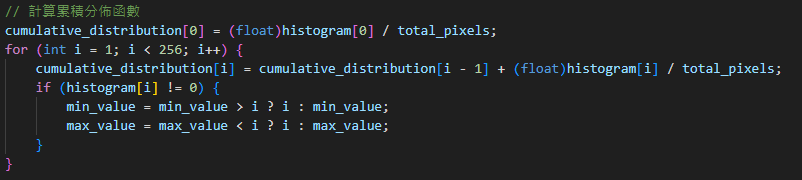 // 計算累積分佈函數
cumulative_distribution[0] = (float)histogram[0] / total_pixels;
for (int i = 1; i < 256; i++) {
    cumulative_distribution[i] = cumulative_distribution[i - 1] + (float)histogram[i] / total_pixels;
    if (histogram[i] != 0) {
        min_value = min_value > i ? i : min_value;
        max_value = max_value < i ? i : max_value;
    }
}